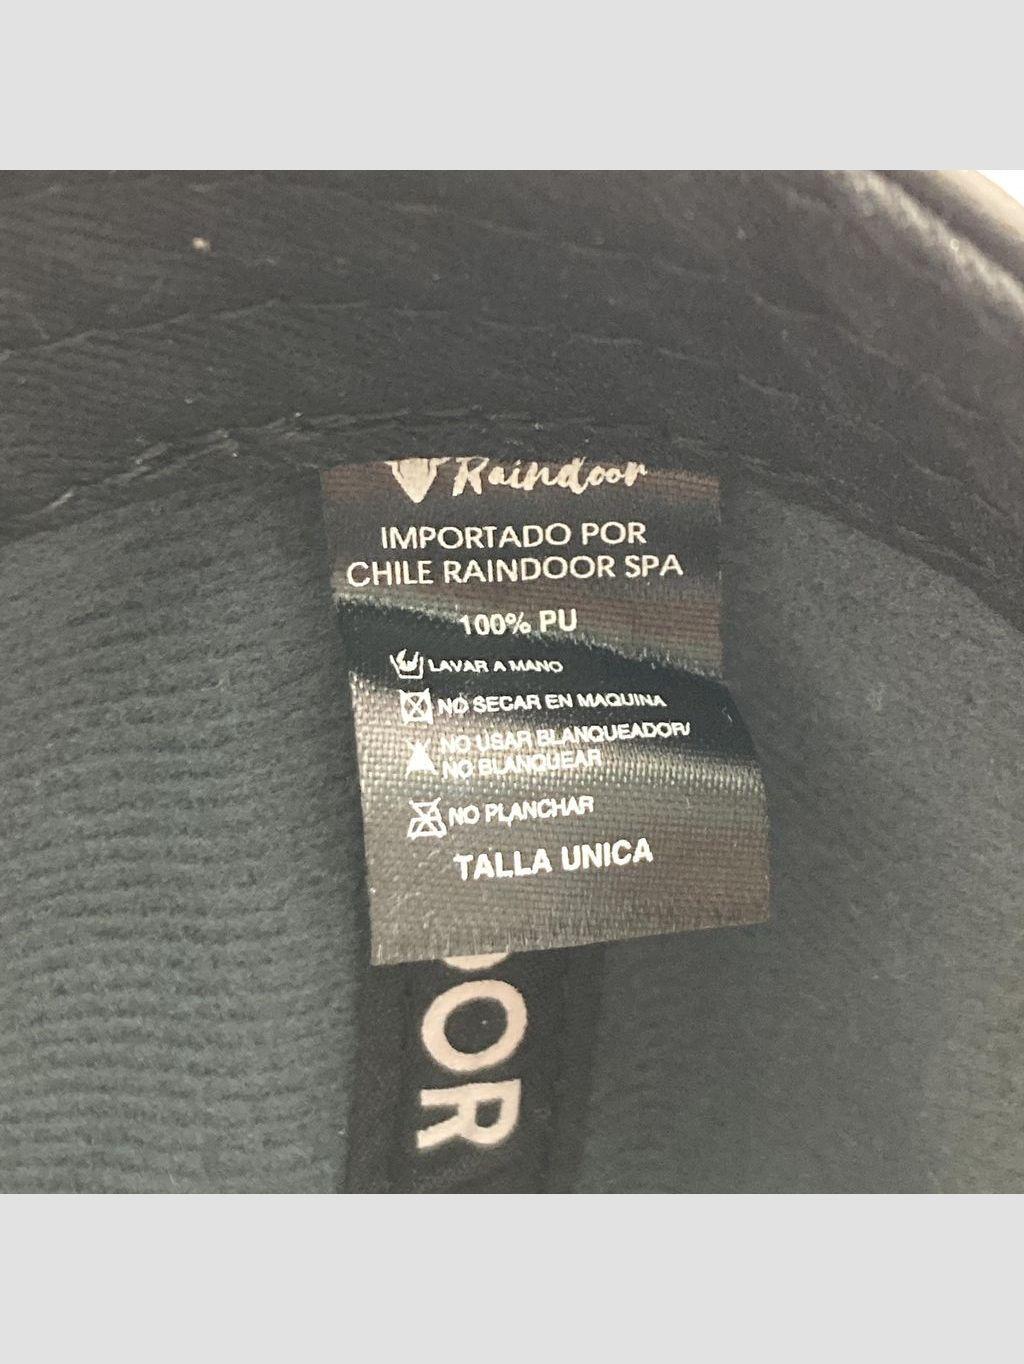 Raindoor
IMPORTADO POR
CHILE RAINDOOR SPA
100% PU
LAVAR A MANO
NO SECAR EN MAQUINA
NO USAR BLANQUEADOR/
NO BLANQUEAR
NO PLANCHAR
TALLA UNICA
OOR